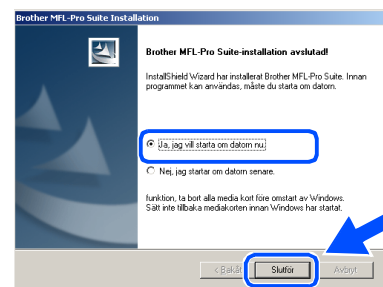 Brother MFL-Pro Suite Installation
Brother MFL-Pro Suite-installation avslutad!
InstallShield Wizard har installerat Brother MFL-Pro Suite. Innan
programmet kan användas, måste du starta om datorn.
Ja, jag vill starta om datorn nu.
Nej, jag startar om datorn senare.
funktion, ta bort alla media kort före omstart av Windows.
Sätt inte tillbaka mediakorten innan Windows har startat.
< Bakåt Slutför Avbryt